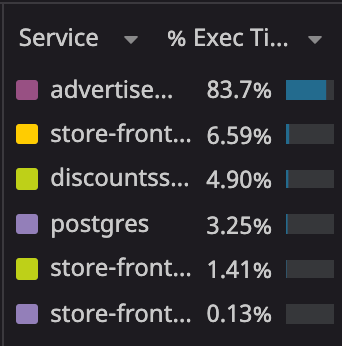 Service % Exec Ti...
advertise... 83.7%
store-front... 6.59%
discountss... 4.90%
postgres 3.25%
store-front... 1.41%
store-front... 0.13%